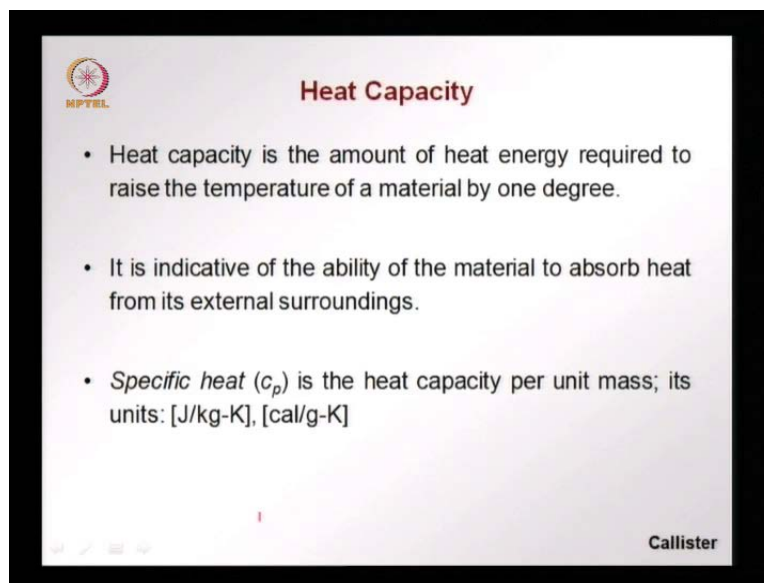 NPTEL
Heat Capacity
• Heat capacity is the amount of heat energy required to
raise the temperature of a material by one degree.
• It is indicative of the ability of the material to absorb heat
from its external surroundings.
• Specific heat (cp) is the heat capacity per unit mass; its
units: [J/kg-K], [cal/g-K]
Callister